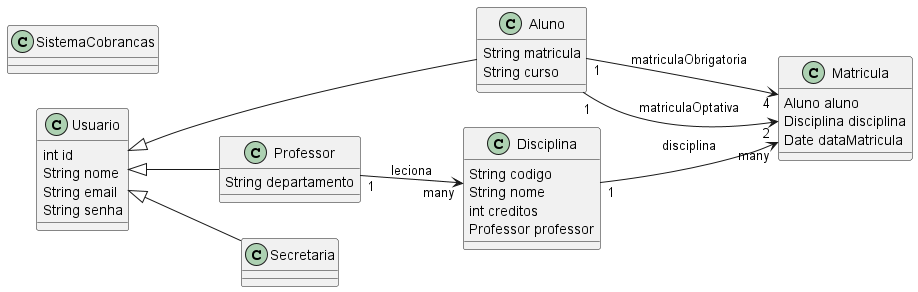 C SistemaCobrancas
C Usuario
int id
String nome
String email
String senha
C Professor
String departamento
C Secretaria
C Aluno
String matricula
String curso
C Disciplina
String codigo
String nome
int creditos
Professor professor
C Matricula
Aluno aluno
Disciplina disciplina
Date dataMatricula
leciona
1
many
matriculaObrigatoria
1
4
matriculaOptativa
1
2
disciplina
1
many